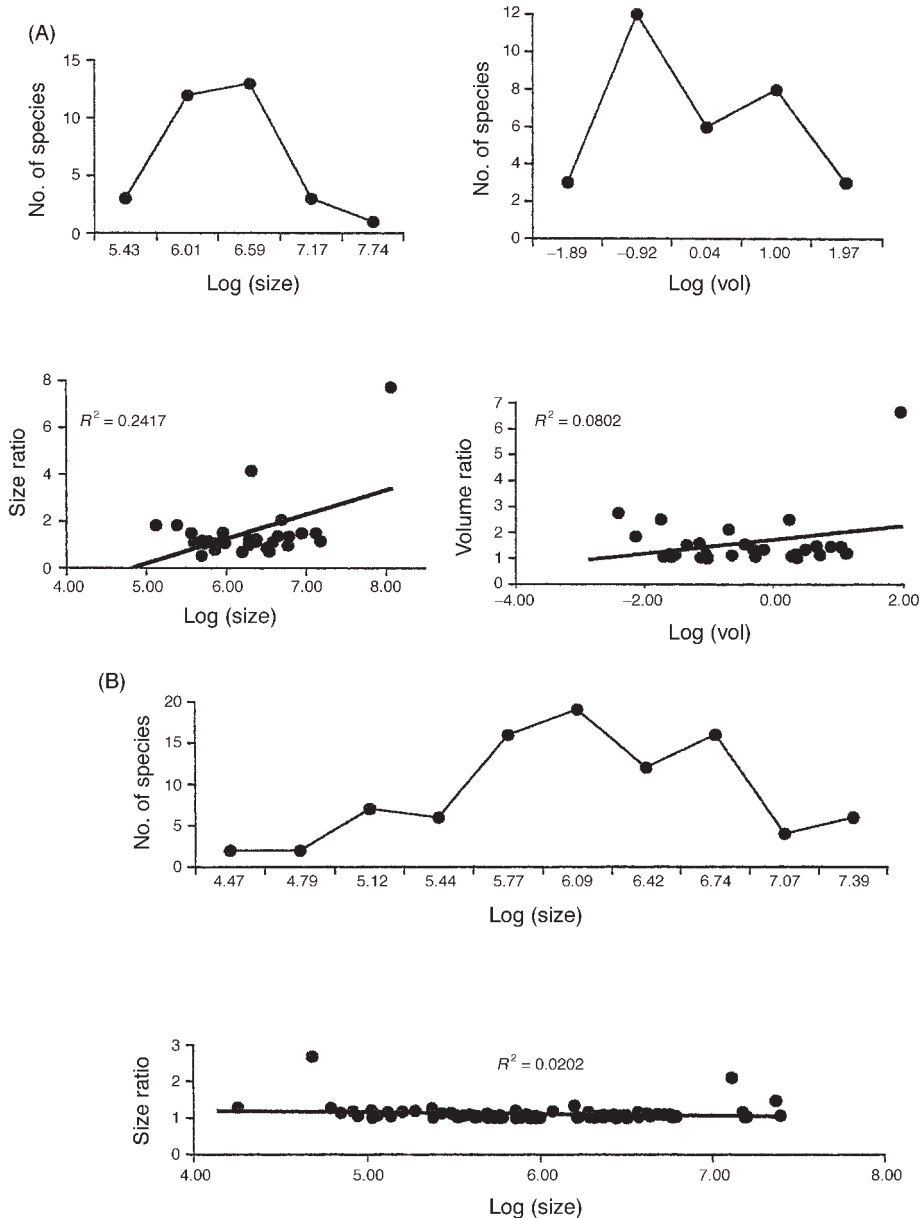 (A)
No. of species
15
10
5
0
5.43 6.01 6.59 7.17 7.74
Log (size)
No. of species
12
10
8
6
4
2
0
−1.89 −0.92 0.04 1.00 1.97
Log (vol)
Size ratio
8
6
4
2
0
R² = 0.2417
4.00 5.00 6.00 7.00 8.00
Log (size)
Volume ratio
7
6
5
4
3
2
1
0
R² = 0.0802
−4.00 −2.00 0.00 2.00
Log (vol)
(B)
No. of species
20
15
10
5
0
4.47 4.79 5.12 5.44 5.77 6.09 6.42 6.74 7.07 7.39
Log (size)
Size ratio
3
2
1
0
R² = 0.0202
4.00 5.00 6.00 7.00 8.00
Log (size)